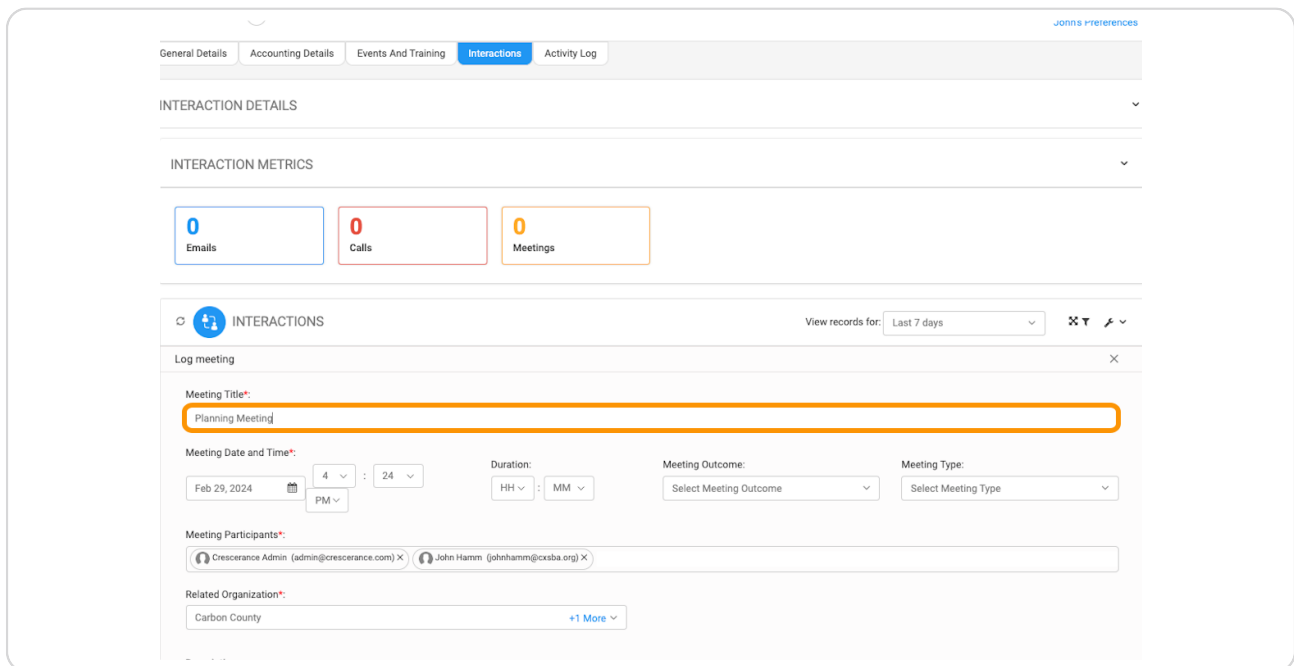 John's Preferences
General Details Accounting Details Events And Training Interactions Activity Log
INTERACTION DETAILS
INTERACTION METRICS
0 0 0
Emails Calls Meetings
INTERACTIONS View records for: Last 7 days
Log meeting
Meeting Title*:
Planning Meeting
Meeting Date and Time*:
Duration: Meeting Outcome: Meeting Type:
4 : 24
Feb 29, 2024 HH : MM Select Meeting Outcome Select Meeting Type
PM
Meeting Participants*:
Crescerance Admin (admin@crescerance.com) John Hamm (johnhamm@cxsba.org)
Related Organization*:
Carbon County +1 More